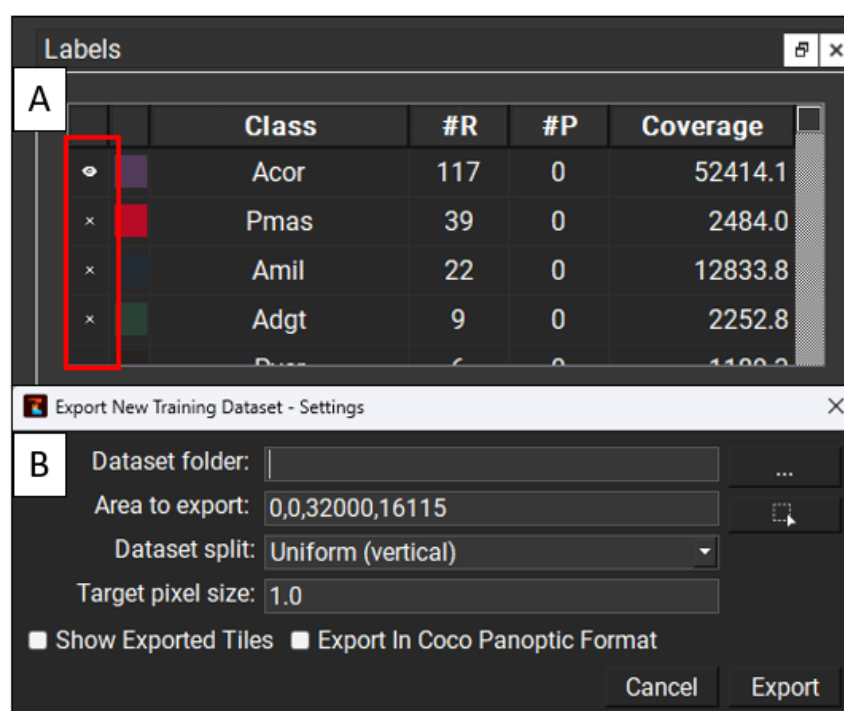 Labels
A
Class #R #P Coverage
Acor 117 0 52414.1
Pmas 39 0 2484.0
Amil 22 0 12833.8
Adgt 9 0 2252.8
Export New Training Dataset - Settings
B
Dataset folder: ...
Area to export: 0,0,32000,16115
Dataset split: Uniform (vertical)
Target pixel size: 1.0
Show Exported Tiles Export In Coco Panoptic Format
Cancel Export